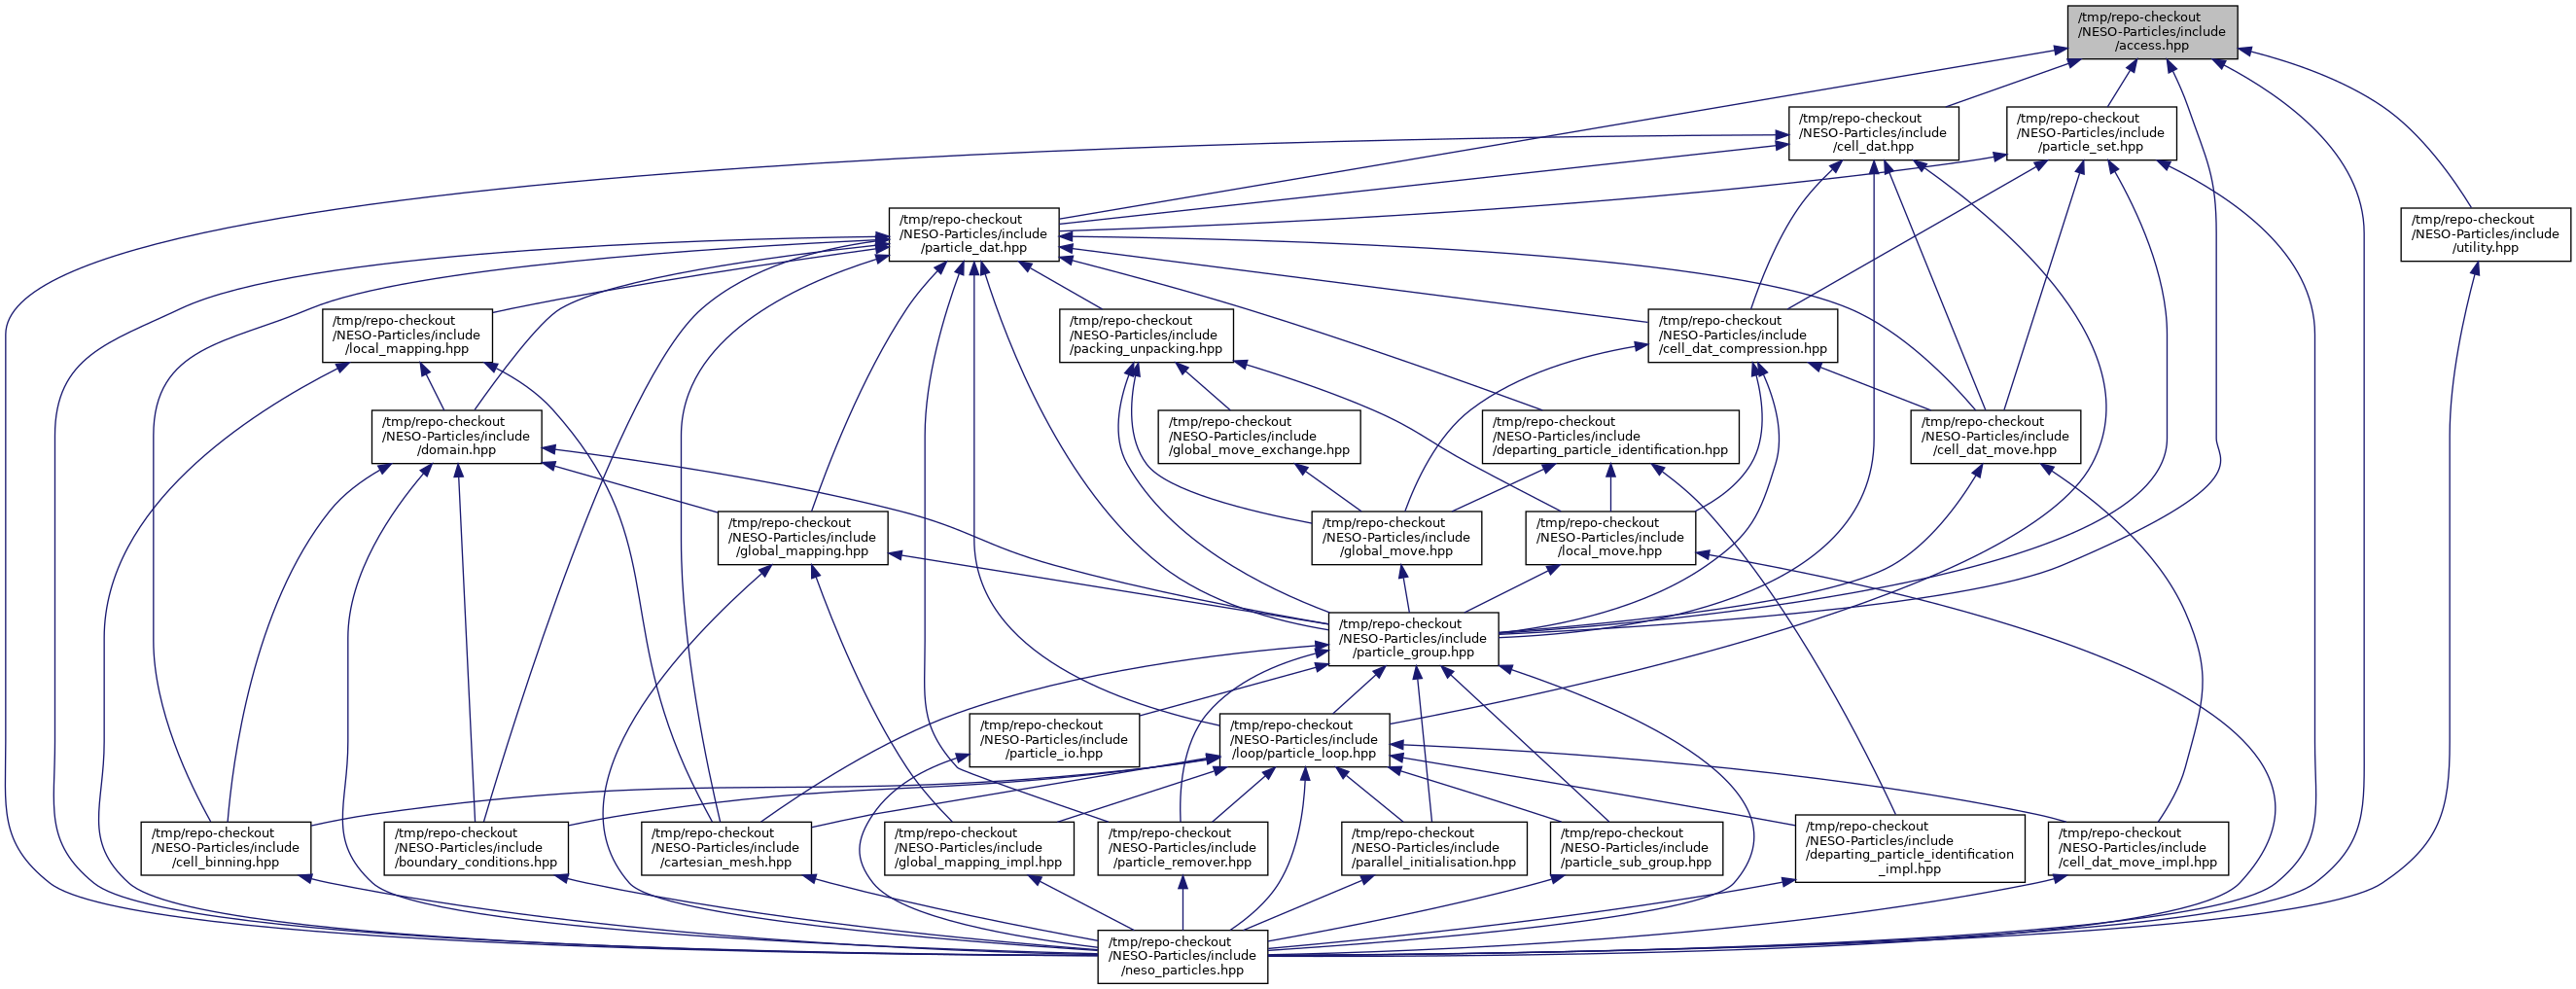 /tmp/repo-checkout
/NESO-Particles/include
/access.hpp
/tmp/repo-checkout
/NESO-Particles/include
/cell_dat.hpp
/tmp/repo-checkout
/NESO-Particles/include
/particle_set.hpp
/tmp/repo-checkout
/NESO-Particles/include
/particle_dat.hpp
/tmp/repo-checkout
/NESO-Particles/include
/utility.hpp
/tmp/repo-checkout
/NESO-Particles/include
/local_mapping.hpp
/tmp/repo-checkout
/NESO-Particles/include
/packing_unpacking.hpp
/tmp/repo-checkout
/NESO-Particles/include
/cell_dat_compression.hpp
/tmp/repo-checkout
/NESO-Particles/include
/domain.hpp
/tmp/repo-checkout
/NESO-Particles/include
/global_move_exchange.hpp
/tmp/repo-checkout
/NESO-Particles/include
/departing_particle_identification.hpp
/tmp/repo-checkout
/NESO-Particles/include
/cell_dat_move.hpp
/tmp/repo-checkout
/NESO-Particles/include
/global_mapping.hpp
/tmp/repo-checkout
/NESO-Particles/include
/global_move.hpp
/tmp/repo-checkout
/NESO-Particles/include
/local_move.hpp
/tmp/repo-checkout
/NESO-Particles/include
/particle_group.hpp
/tmp/repo-checkout
/NESO-Particles/include
/particle_io.hpp
/tmp/repo-checkout
/NESO-Particles/include
/loop/particle_loop.hpp
/tmp/repo-checkout
/NESO-Particles/include
/cell_binning.hpp
/tmp/repo-checkout
/NESO-Particles/include
/boundary_conditions.hpp
/tmp/repo-checkout
/NESO-Particles/include
/cartesian_mesh.hpp
/tmp/repo-checkout
/NESO-Particles/include
/global_mapping_impl.hpp
/tmp/repo-checkout
/NESO-Particles/include
/particle_remover.hpp
/tmp/repo-checkout
/NESO-Particles/include
/parallel_initialisation.hpp
/tmp/repo-checkout
/NESO-Particles/include
/particle_sub_group.hpp
/tmp/repo-checkout
/NESO-Particles/include
/departing_particle_identification
_impl.hpp
/tmp/repo-checkout
/NESO-Particles/include
/cell_dat_move_impl.hpp
/tmp/repo-checkout
/NESO-Particles/include
/neso_particles.hpp